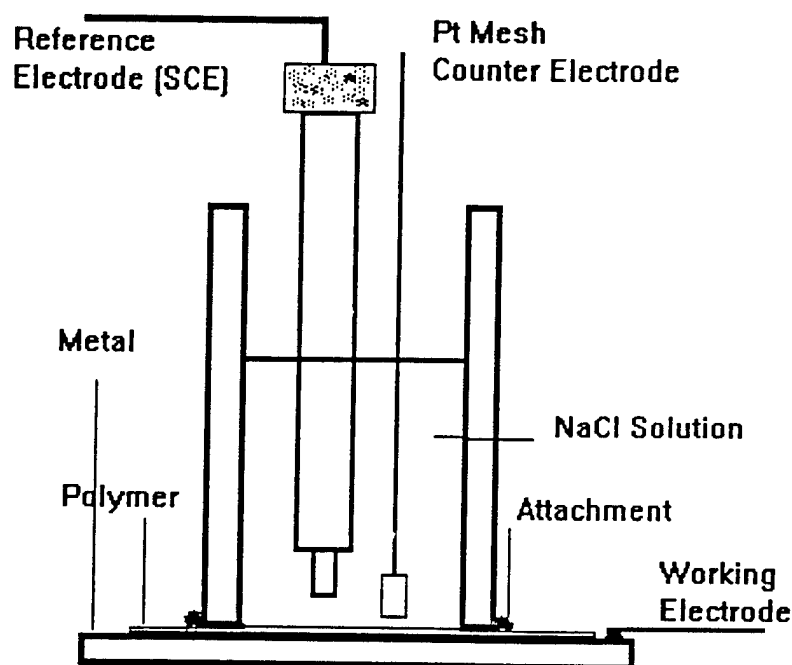 Reference
Electrode (SCE)
Pt Mesh
Counter Electrode
Metal
NaCl Solution
Polymer
Attachment
Working
Electrode